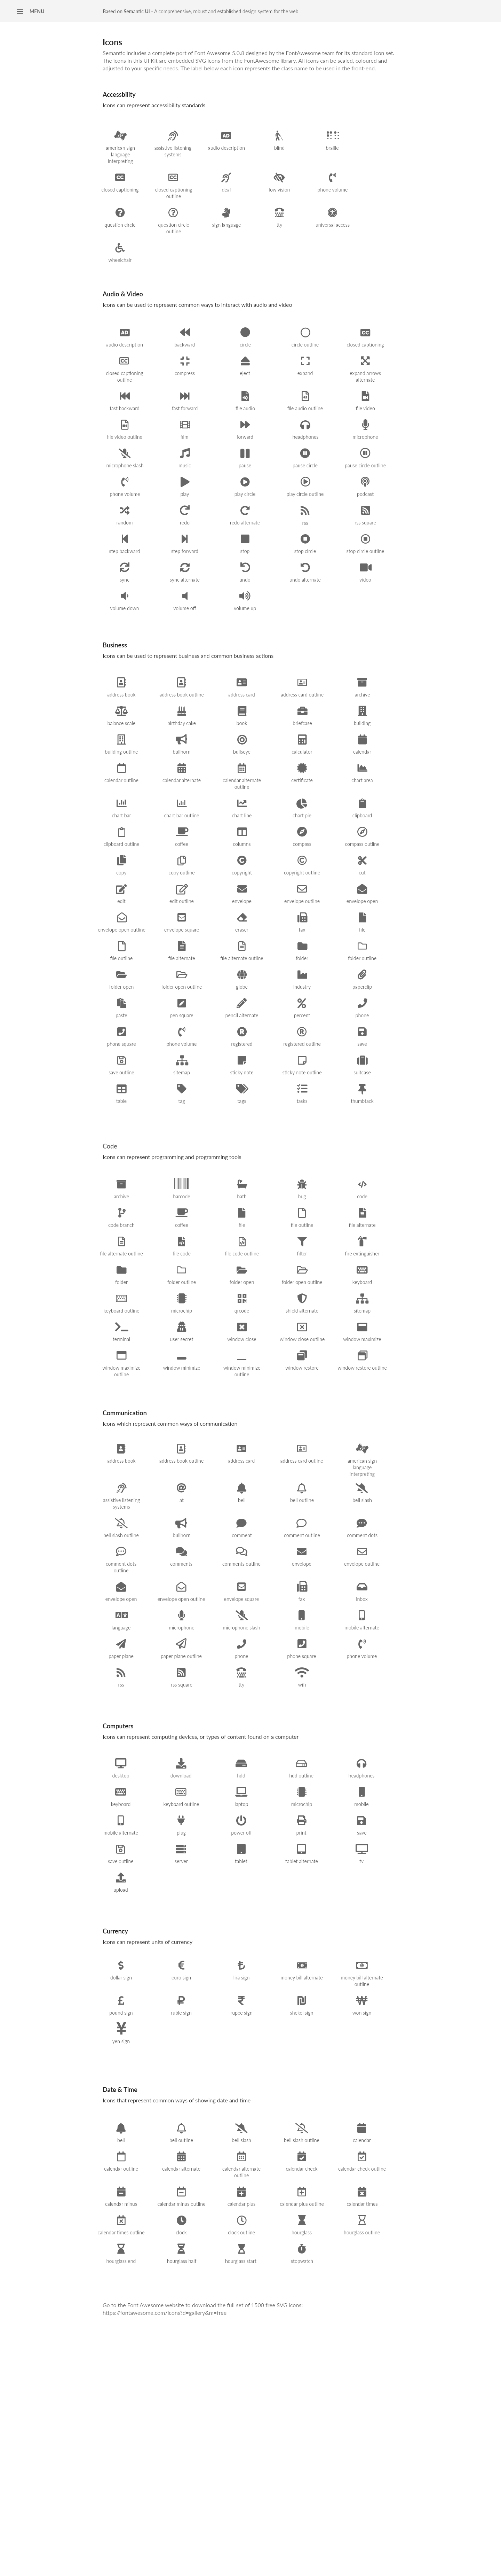 MENU
Based on Semantic UI - A comprehensive, robust and established design system for the web
Icons
Semantic includes a complete port of Font Awesome 5.0.8 designed by the FontAwesome team for its standard icon set.
The icons in this UI Kit are embedded SVG icons from the FontAwesome library. All icons can be scaled, coloured and
adjusted to your specific needs. The label below each icon represents the class name to be used in the front-end.
Accessbility
Icons can represent accessibility standards
american sign language interpreting
assistive listening systems
audio description
blind
braille
closed captioning
closed captioning outline
deaf
low vision
phone volume
question circle
question circle outline
sign language
tty
universal access
wheelchair
Audio & Video
Icons can be used to represent common ways to interact with audio and video
audio description
backward
circle
circle outline
closed captioning
closed captioning outline
compress
eject
expand
expand arrows alternate
fast backward
fast forward
file audio
file audio outline
file video
file video outline
film
forward
headphones
microphone
microphone slash
music
pause
pause circle
pause circle outline
phone volume
play
play circle
play circle outline
podcast
random
redo
redo alternate
rss
rss square
step backward
step forward
stop
stop circle
stop circle outline
sync
sync alternate
undo
undo alternate
video
volume down
volume off
volume up
Business
Icons can be used to represent business and common business actions
address book
address book outline
address card
address card outline
archive
balance scale
birthday cake
book
briefcase
building
building outline
bullhorn
bullseye
calculator
calendar
calendar outline
calendar alternate
calendar alternate outline
certificate
chart area
chart bar
chart bar outline
chart line
chart pie
clipboard
clipboard outline
coffee
columns
compass
compass outline
copy
copy outline
copyright
copyright outline
cut
edit
edit outline
envelope
envelope outline
envelope open
envelope open outline
envelope square
eraser
fax
file
file outline
file alternate
file alternate outline
folder
folder outline
folder open
folder open outline
globe
industry
paperclip
paste
pen square
pencil alternate
percent
phone
phone square
phone volume
registered
registered outline
save
save outline
sitemap
sticky note
sticky note outline
suitcase
table
tag
tags
tasks
thumbtack
Code
Icons can represent programming and programming tools
archive
barcode
bath
bug
code
code branch
coffee
file
file outline
file alternate
file alternate outline
file code
file code outline
filter
fire extinguisher
folder
folder outline
folder open
folder open outline
keyboard
keyboard outline
microchip
qrcode
shield alternate
sitemap
terminal
user secret
window close
window close outline
window maximize
window maximize outline
window minimize
window minimize outline
window restore
window restore outline
Communication
Icons which represent common ways of communication
address book
address book outline
address card
address card outline
american sign language interpreting
assistive listening systems
at
bell
bell outline
bell slash
bell slash outline
bullhorn
comment
comment outline
comment dots
comment dots outline
comments
comments outline
envelope
envelope outline
envelope open
envelope open outline
envelope square
fax
inbox
language
microphone
microphone slash
mobile
mobile alternate
paper plane
paper plane outline
phone
phone square
phone volume
rss
rss square
tty
wifi
Computers
Icons can represent computing devices, or types of content found on a computer
desktop
download
hdd
hdd outline
headphones
keyboard
keyboard outline
laptop
microchip
mobile
mobile alternate
plug
power off
print
save
save outline
server
tablet
tablet alternate
tv
upload
Currency
Icons can represent units of currency
dollar sign
euro sign
lira sign
money bill alternate
money bill alternate outline
pound sign
ruble sign
rupee sign
shekel sign
won sign
yen sign
Date & Time
Icons that represent common ways of showing date and time
bell
bell outline
bell slash
bell slash outline
calendar
calendar outline
calendar alternate
calendar alternate outline
calendar check
calendar check outline
calendar minus
calendar minus outline
calendar plus
calendar plus outline
calendar times
calendar times outline
clock
clock outline
hourglass
hourglass outline
hourglass end
hourglass half
hourglass start
stopwatch
Go to the Font Awesome website to download the full set of 1500 free SVG icons:
https://fontawesome.com/icons?d=gallery&m=free